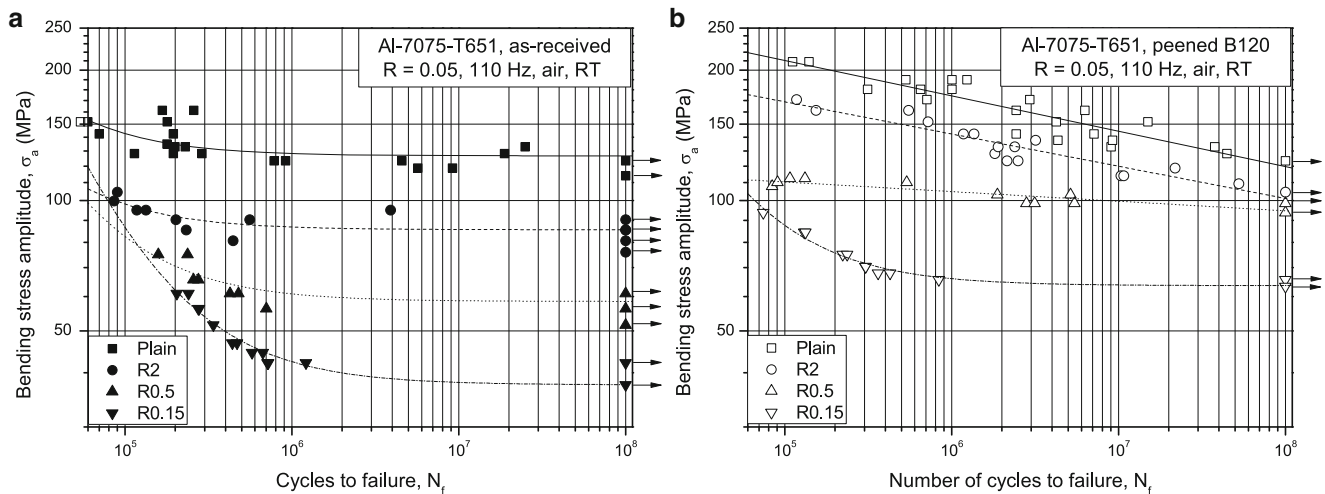 a
Al-7075-T651, as-received
R = 0.05, 110 Hz, air, RT
Bending stress amplitude, σa (MPa)
250
200
150
100
50
Plain
R2
R0.5
R0.15
10^5
10^6
10^7
10^8
Cycles to failure, Nf
b
Al-7075-T651, peened B120
R = 0.05, 110 Hz, air, RT
Bending stress amplitude, σa (MPa)
250
200
150
100
50
Plain
R2
R0.5
R0.15
10^5
10^6
10^7
10^8
Number of cycles to failure, Nf